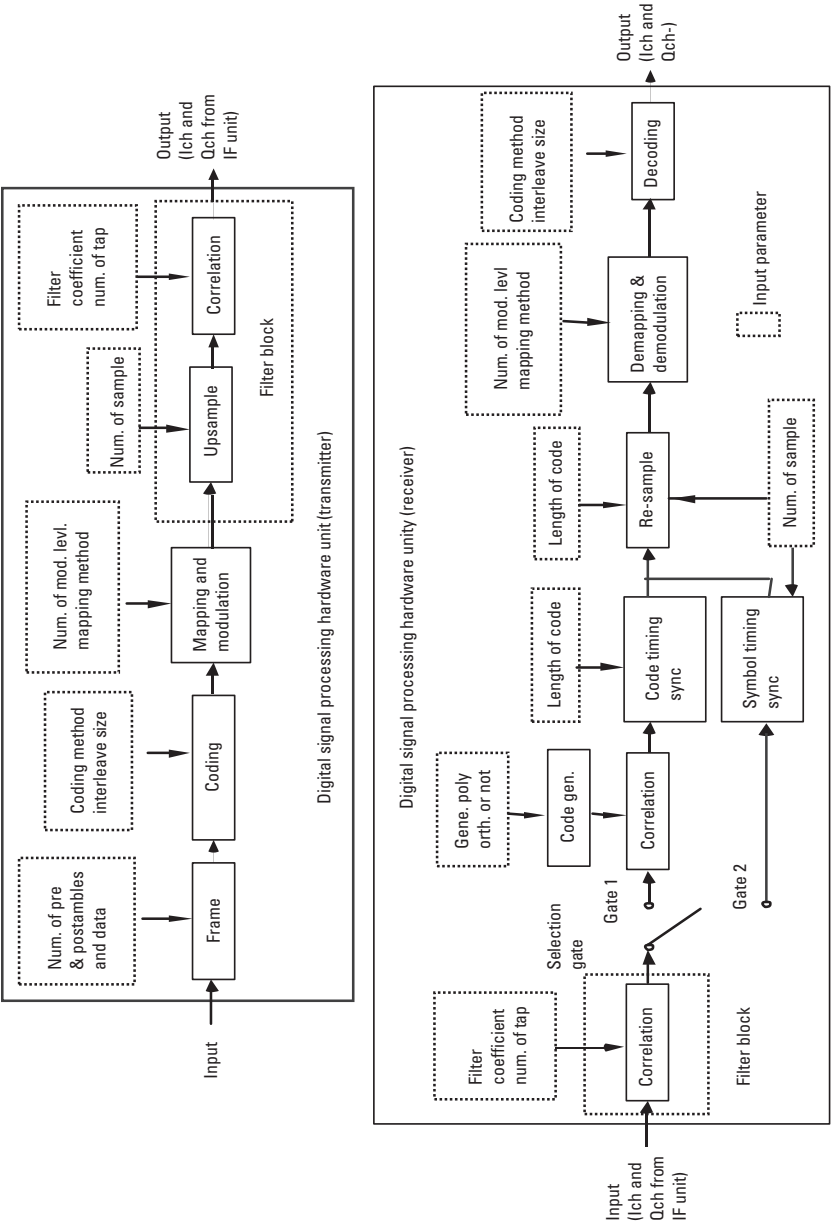 Num. of pre
& postambles
and data
Coding method
interleave size
Num. of mod. levl.
mapping method
Num. of sample
Filter
coefficient
num. of tap
Input
Frame
Coding
Mapping and
modulation
Upsample
Correlation
Output
(Ich and
Qch from
IF unit)
Filter block
Digital signal processing hardware unit (transmitter)
Digital signal processing hardware unity (receiver)
Filter
coefficient
num. of tap
Gene. poly
orth. or not
Length of code
Length of code
Num. of mod. levl
mapping method
Coding method
interleave size
Code gen.
Selection
gate
Gate 1
Input
(Ich and
Qch from
IF unit)
Correlation
Correlation
Code timing
sync
Re-sample
Demapping &
demodulation
Decoding
Output
(Ich and
Qch-)
Filter block
Gate 2
Symbol timing
sync
Num. of sample
Input parameter